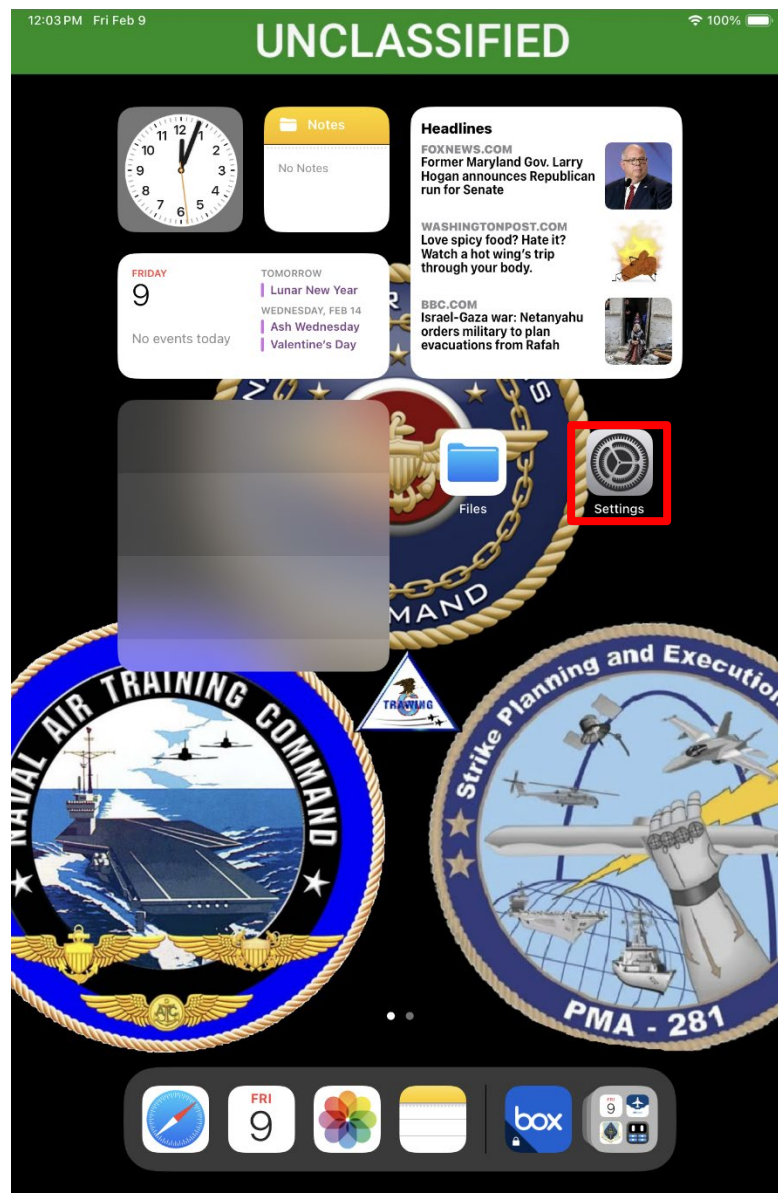 12:03 PM Fri Feb 9
100%
UNCLASSIFIED
11 12 1
10 2
9 3
8 4
7 6 5
Notes
No Notes
Headlines
FOXNEWS.COM
Former Maryland Gov. Larry
Hogan announces Republican
run for Senate
WASHINGTONPOST.COM
Love spicy food? Hate it?
Watch a hot wing's trip
through your body.
BBC.COM
Israel-Gaza war: Netanyahu
orders military to plan
evacuations from Rafah
FRIDAY
9
No events today
TOMORROW
Lunar New Year
WEDNESDAY, FEB 14
Ash Wednesday
Valentine's Day
Files
Settings
MAND
NAVAL AIR TRAINING COMMAND
TRAWING
6
Strike Planning and Execution
PMA - 281
FRI
9
box
9